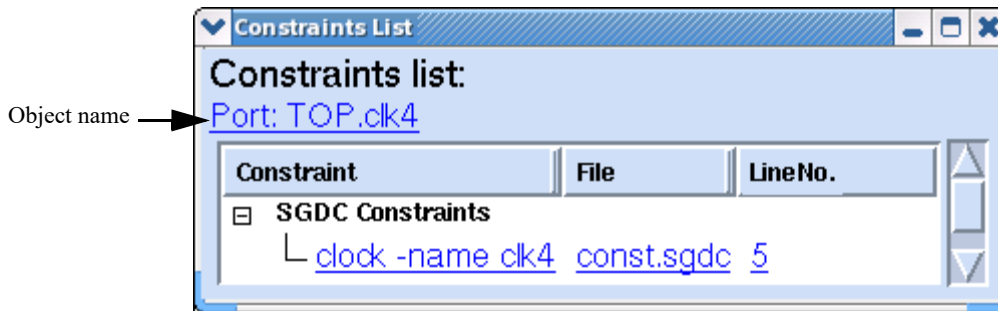 Constraints List
Constraints list:
Object name
Port: TOP.clk4
Constraint File LineNo.
SGDC Constraints
clock -name clk4 const.sgdc 5